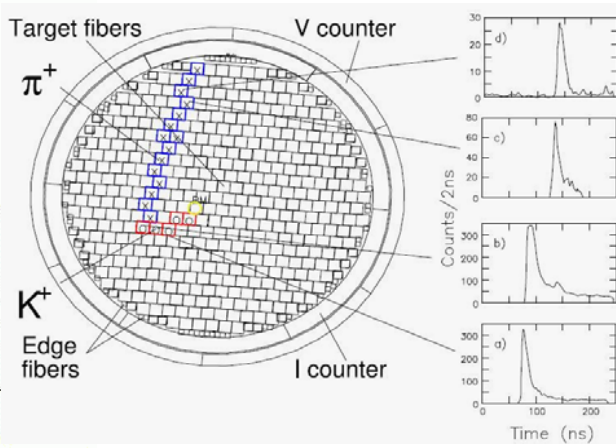 Target fibers
V counter
π+
K+
Edge
fibers
I counter
30
20
10
0
d)
80
60
40
20
0
c)
Counts/2ns
300
200
100
0
b)
300
200
100
0
a)
0
100
200
Time (ns)